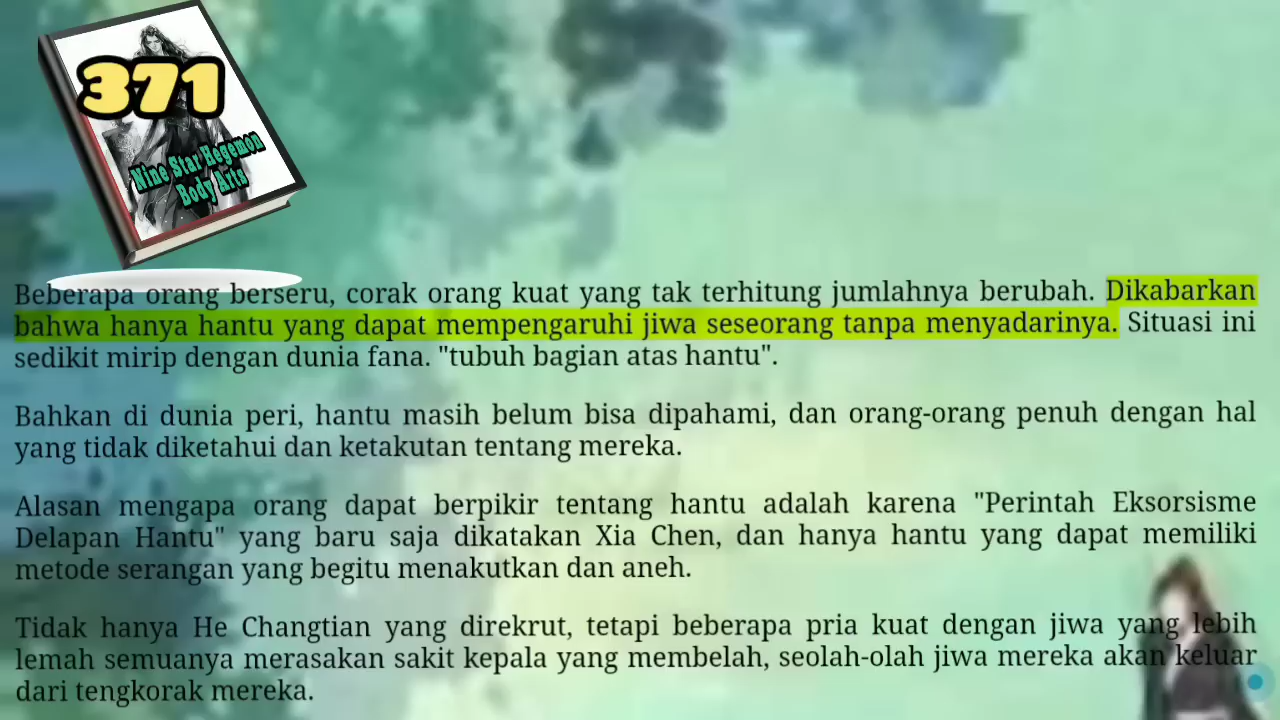 371
Nine Star Hegemon
Body Arts
Beberapa orang berseru, corak orang kuat yang tak terhitung jumlahnya berubah. Dikabarkan
bahwa hanya hantu yang dapat mempengaruhi jiwa seseorang tanpa menyadarinya. Situasi ini
sedikit mirip dengan dunia fana. "tubuh bagian atas hantu".
Bahkan di dunia peri, hantu masih belum bisa dipahami, dan orang-orang penuh dengan hal
yang tidak diketahui dan ketakutan tentang mereka.
Alasan mengapa orang dapat berpikir tentang hantu adalah karena "Perintah Eksorsisme
Delapan Hantu" yang baru saja dikatakan Xia Chen, dan hanya hantu yang dapat memiliki
metode serangan yang begitu menakutkan dan aneh.
Tidak hanya He Changtian yang direkrut, tetapi beberapa pria kuat dengan jiwa yang lebih
lemah semuanya merasakan sakit kepala yang membelah, seolah-olah jiwa mereka akan keluar
dari tengkorak mereka.